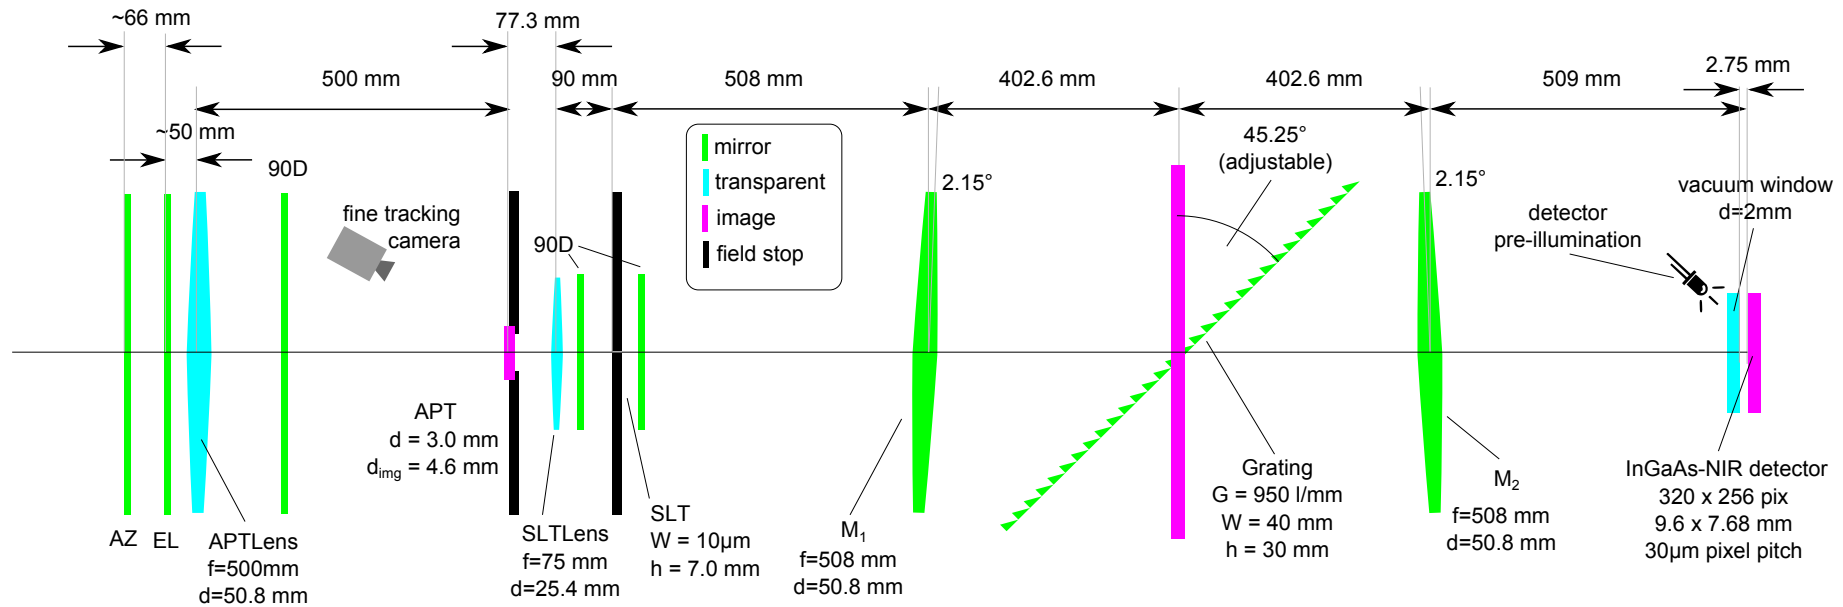 ~66 mm
77.3 mm
500 mm
90 mm
508 mm
402.6 mm
402.6 mm
509 mm
2.75 mm
~50 mm
90D
fine tracking
camera
mirror
transparent
image
field stop
90D
2.15°
45.25°
(adjustable)
2.15°
vacuum window
d=2mm
detector
pre-illumination
APT
d = 3.0 mm
dimg = 4.6 mm
AZ
EL
APTLens
f=500mm
d=50.8 mm
SLTLens
f=75 mm
d=25.4 mm
SLT
W = 10µm
h = 7.0 mm
M1
f=508 mm
d=50.8 mm
Grating
G = 950 l/mm
W = 40 mm
h = 30 mm
M2
f=508 mm
d=50.8 mm
InGaAs-NIR detector
320 x 256 pix
9.6 x 7.68 mm
30µm pixel pitch